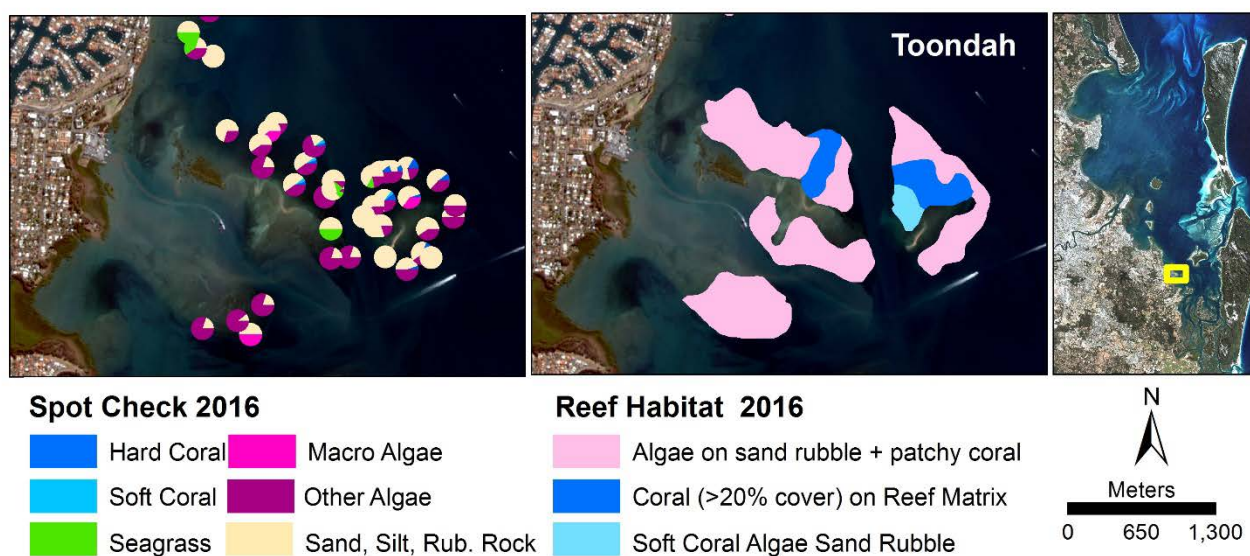 Toondah
Spot Check 2016
Hard Coral
Macro Algae
Soft Coral
Other Algae
Seagrass
Sand, Silt, Rub. Rock
Reef Habitat 2016
Algae on sand rubble + patchy coral
Coral (>20% cover) on Reef Matrix
Soft Coral Algae Sand Rubble
N
Meters
0 650 1,300